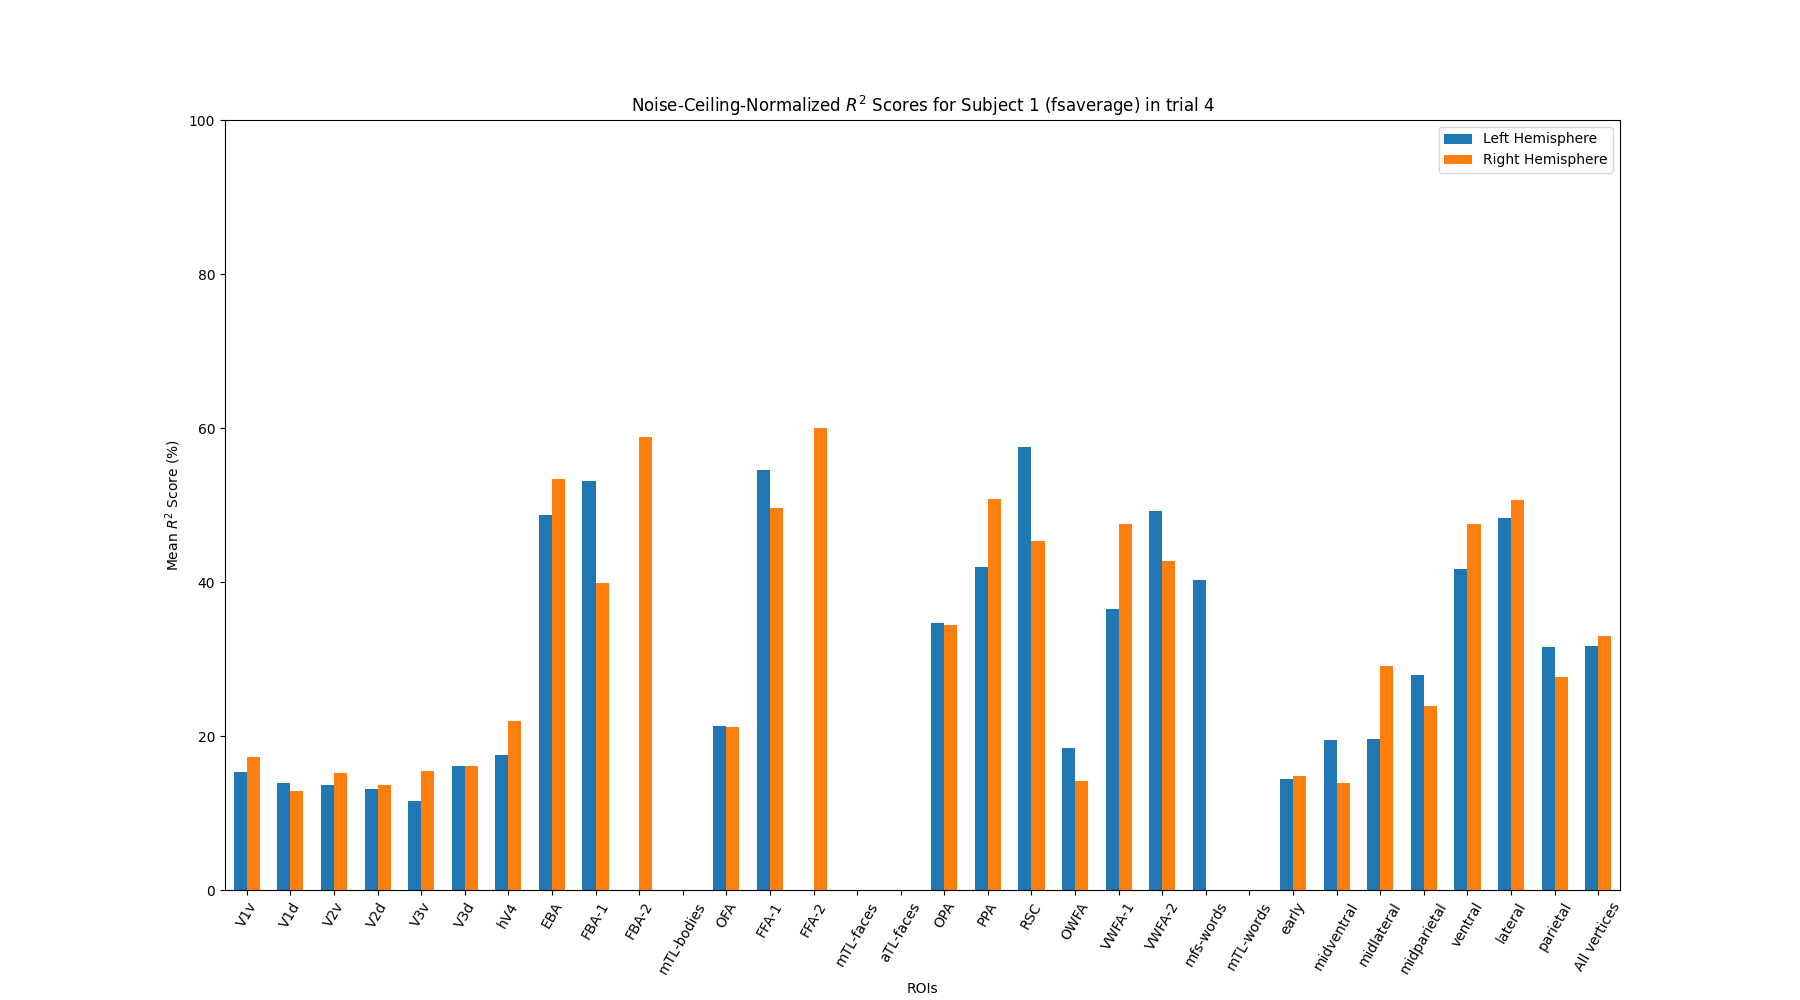 Noise-Ceiling-Normalized R² Scores for Subject 1 (fsaverage) in trial 4
Left Hemisphere
Right Hemisphere
100
80
60
40
20
0
Mean R² Score (%)
V1v
V1d
V2v
V2d
V3v
V3d
hV4
EBA
FBA-1
FBA-2
mTL-bodies
OFA
FFA-1
FFA-2
mTL-faces
aTL-faces
OPA
PPA
RSC
OWFA
VWFA-1
VWFA-2
mfs-words
mTL-words
early
midventral
midlateral
midparietal
ventral
lateral
parietal
All vertices
ROIs